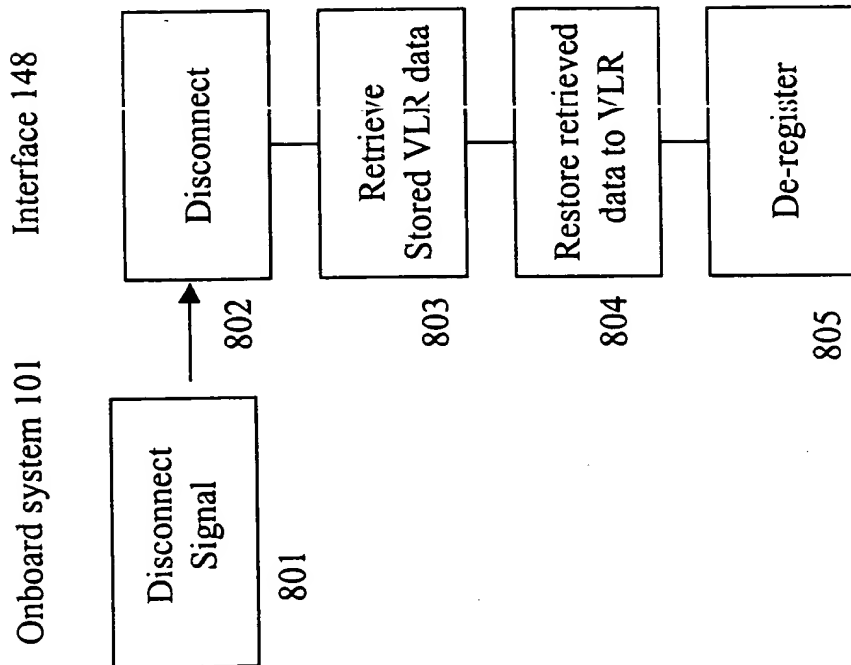 Onboard system 101
Interface 148
Disconnect
Signal
801
Disconnect
802
Retrieve
Stored VLR data
803
Restore retrieved
data to VLR
804
De-register
805